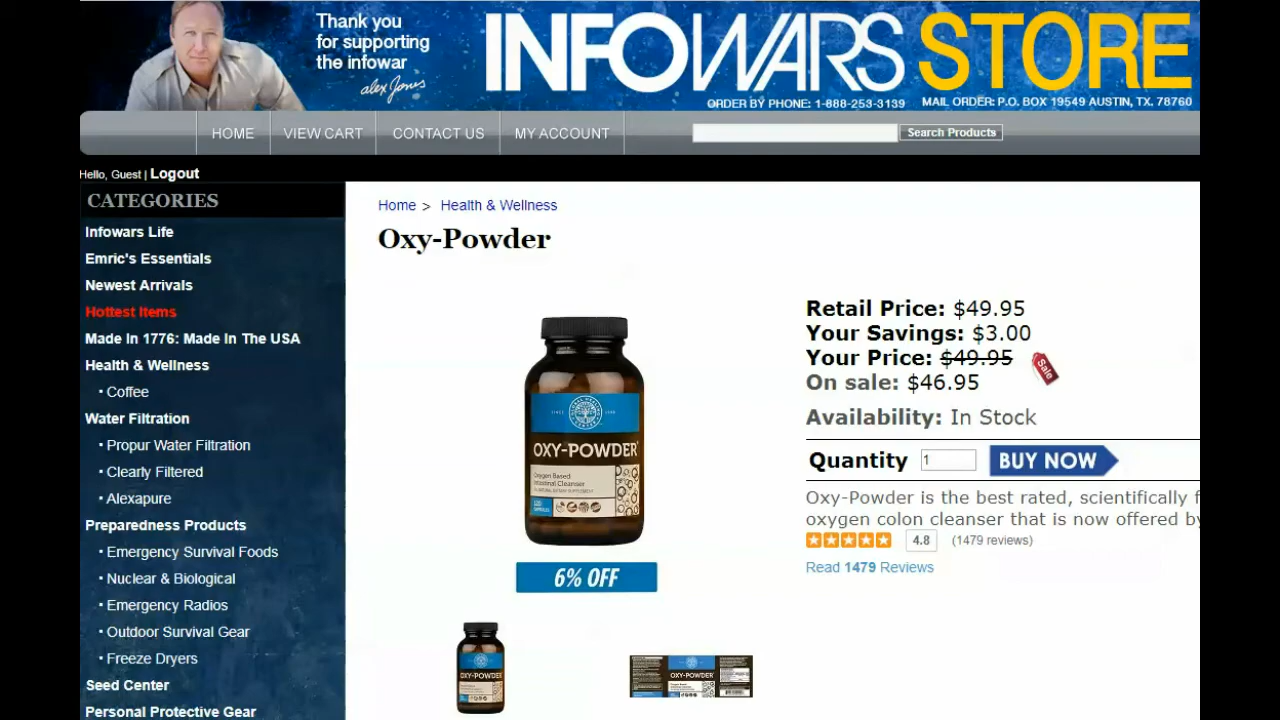 Thank you
for supporting
the infowar
alex Jones
INFOWARS STORE
ORDER BY PHONE: 1-888-253-3139
MAIL ORDER: P.O. BOX 19549 AUSTIN, TX. 78760
HOME
VIEW CART
CONTACT US
MY ACCOUNT
Search Products
Hello, Guest | Logout
CATEGORIES
Infowars Life
Emric's Essentials
Newest Arrivals
Hottest Items
Made In 1776: Made In The USA
Health & Wellness
• Coffee
Water Filtration
• Propur Water Filtration
• Clearly Filtered
• Alexapure
Preparedness Products
• Emergency Survival Foods
• Nuclear & Biological
• Emergency Radios
• Outdoor Survival Gear
• Freeze Dryers
Seed Center
Personal Protective Gear
Home > Health & Wellness
Oxy-Powder
GLOBAL HEALING CENTER
OXY-POWDER
Oxygen Based
Intestinal Cleanser
6% OFF
OXY-POWDER
OXY-POWDER
Retail Price: $49.95
Your Savings: $3.00
Your Price: $49.95
Sale
On sale: $46.95
Availability: In Stock
Quantity 1 BUY NOW
Oxy-Powder is the best rated, scientifically f
oxygen colon cleanser that is now offered by
4.8 (1479 reviews)
Read 1479 Reviews